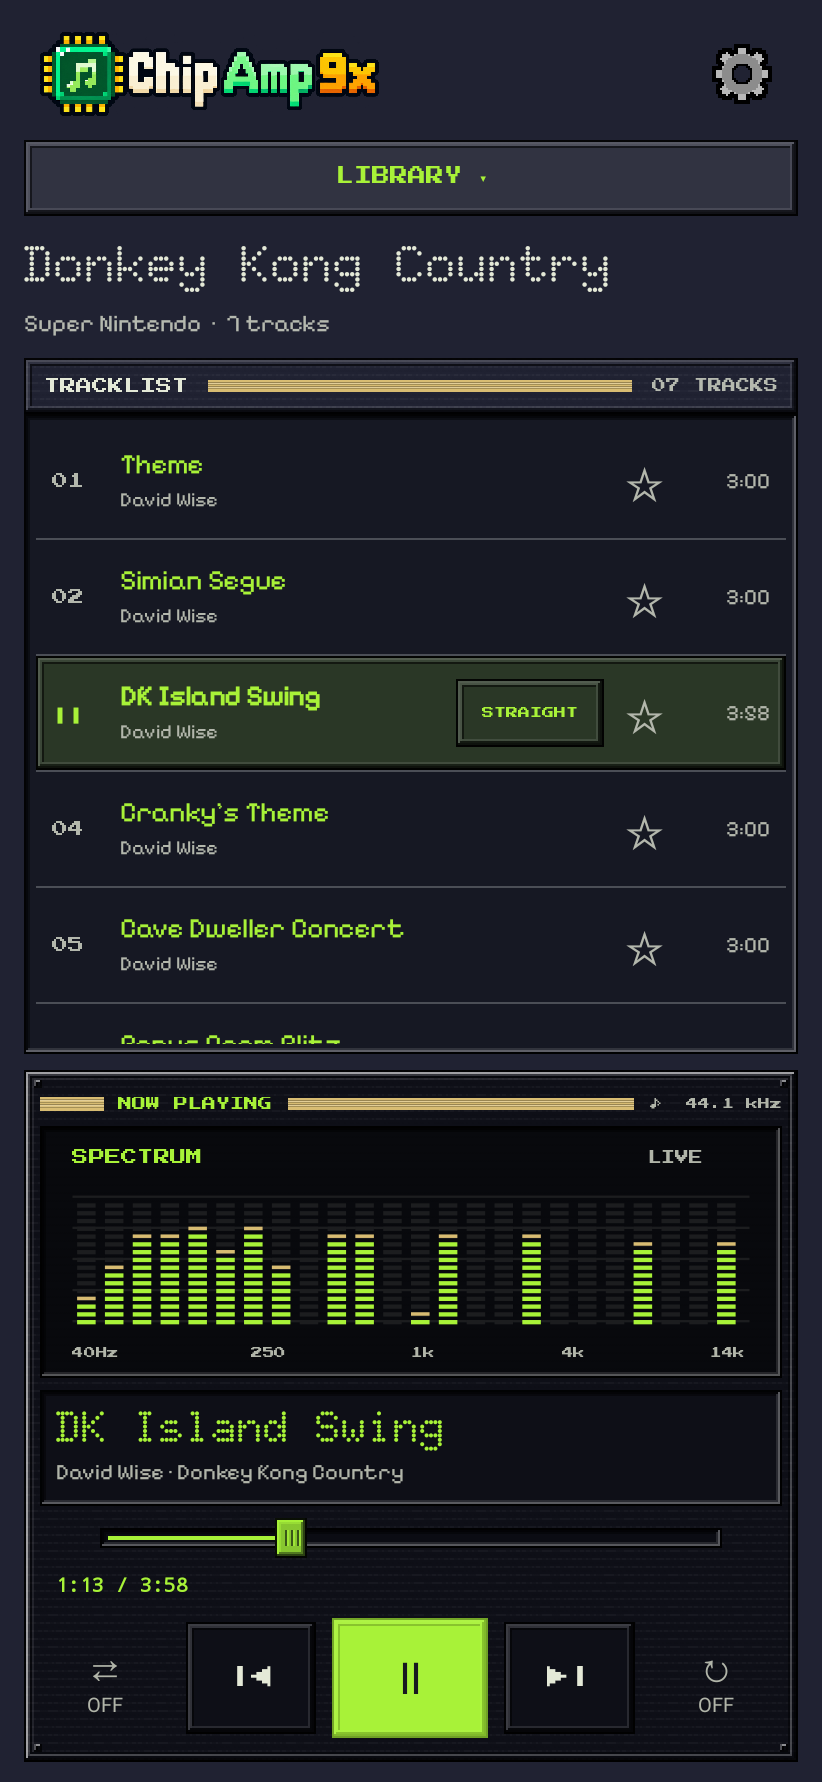 ChipAmp9x
LIBRARY ▾
Donkey Kong Country
Super Nintendo · 7 tracks
TRACKLIST 07 TRACKS
01 Theme 3:00
David Wise
02 Simian Segue 3:00
David Wise
DK Island Swing STRAIGHT 3:58
David Wise
04 Cranky's Theme 3:00
David Wise
05 Cave Dweller Concert 3:00
David Wise
NOW PLAYING ♪ 44.1 kHz
SPECTRUM LIVE
40Hz 250 1k 4k 14k
DK Island Swing
David Wise · Donkey Kong Country
1:13 / 3:58
OFF OFF